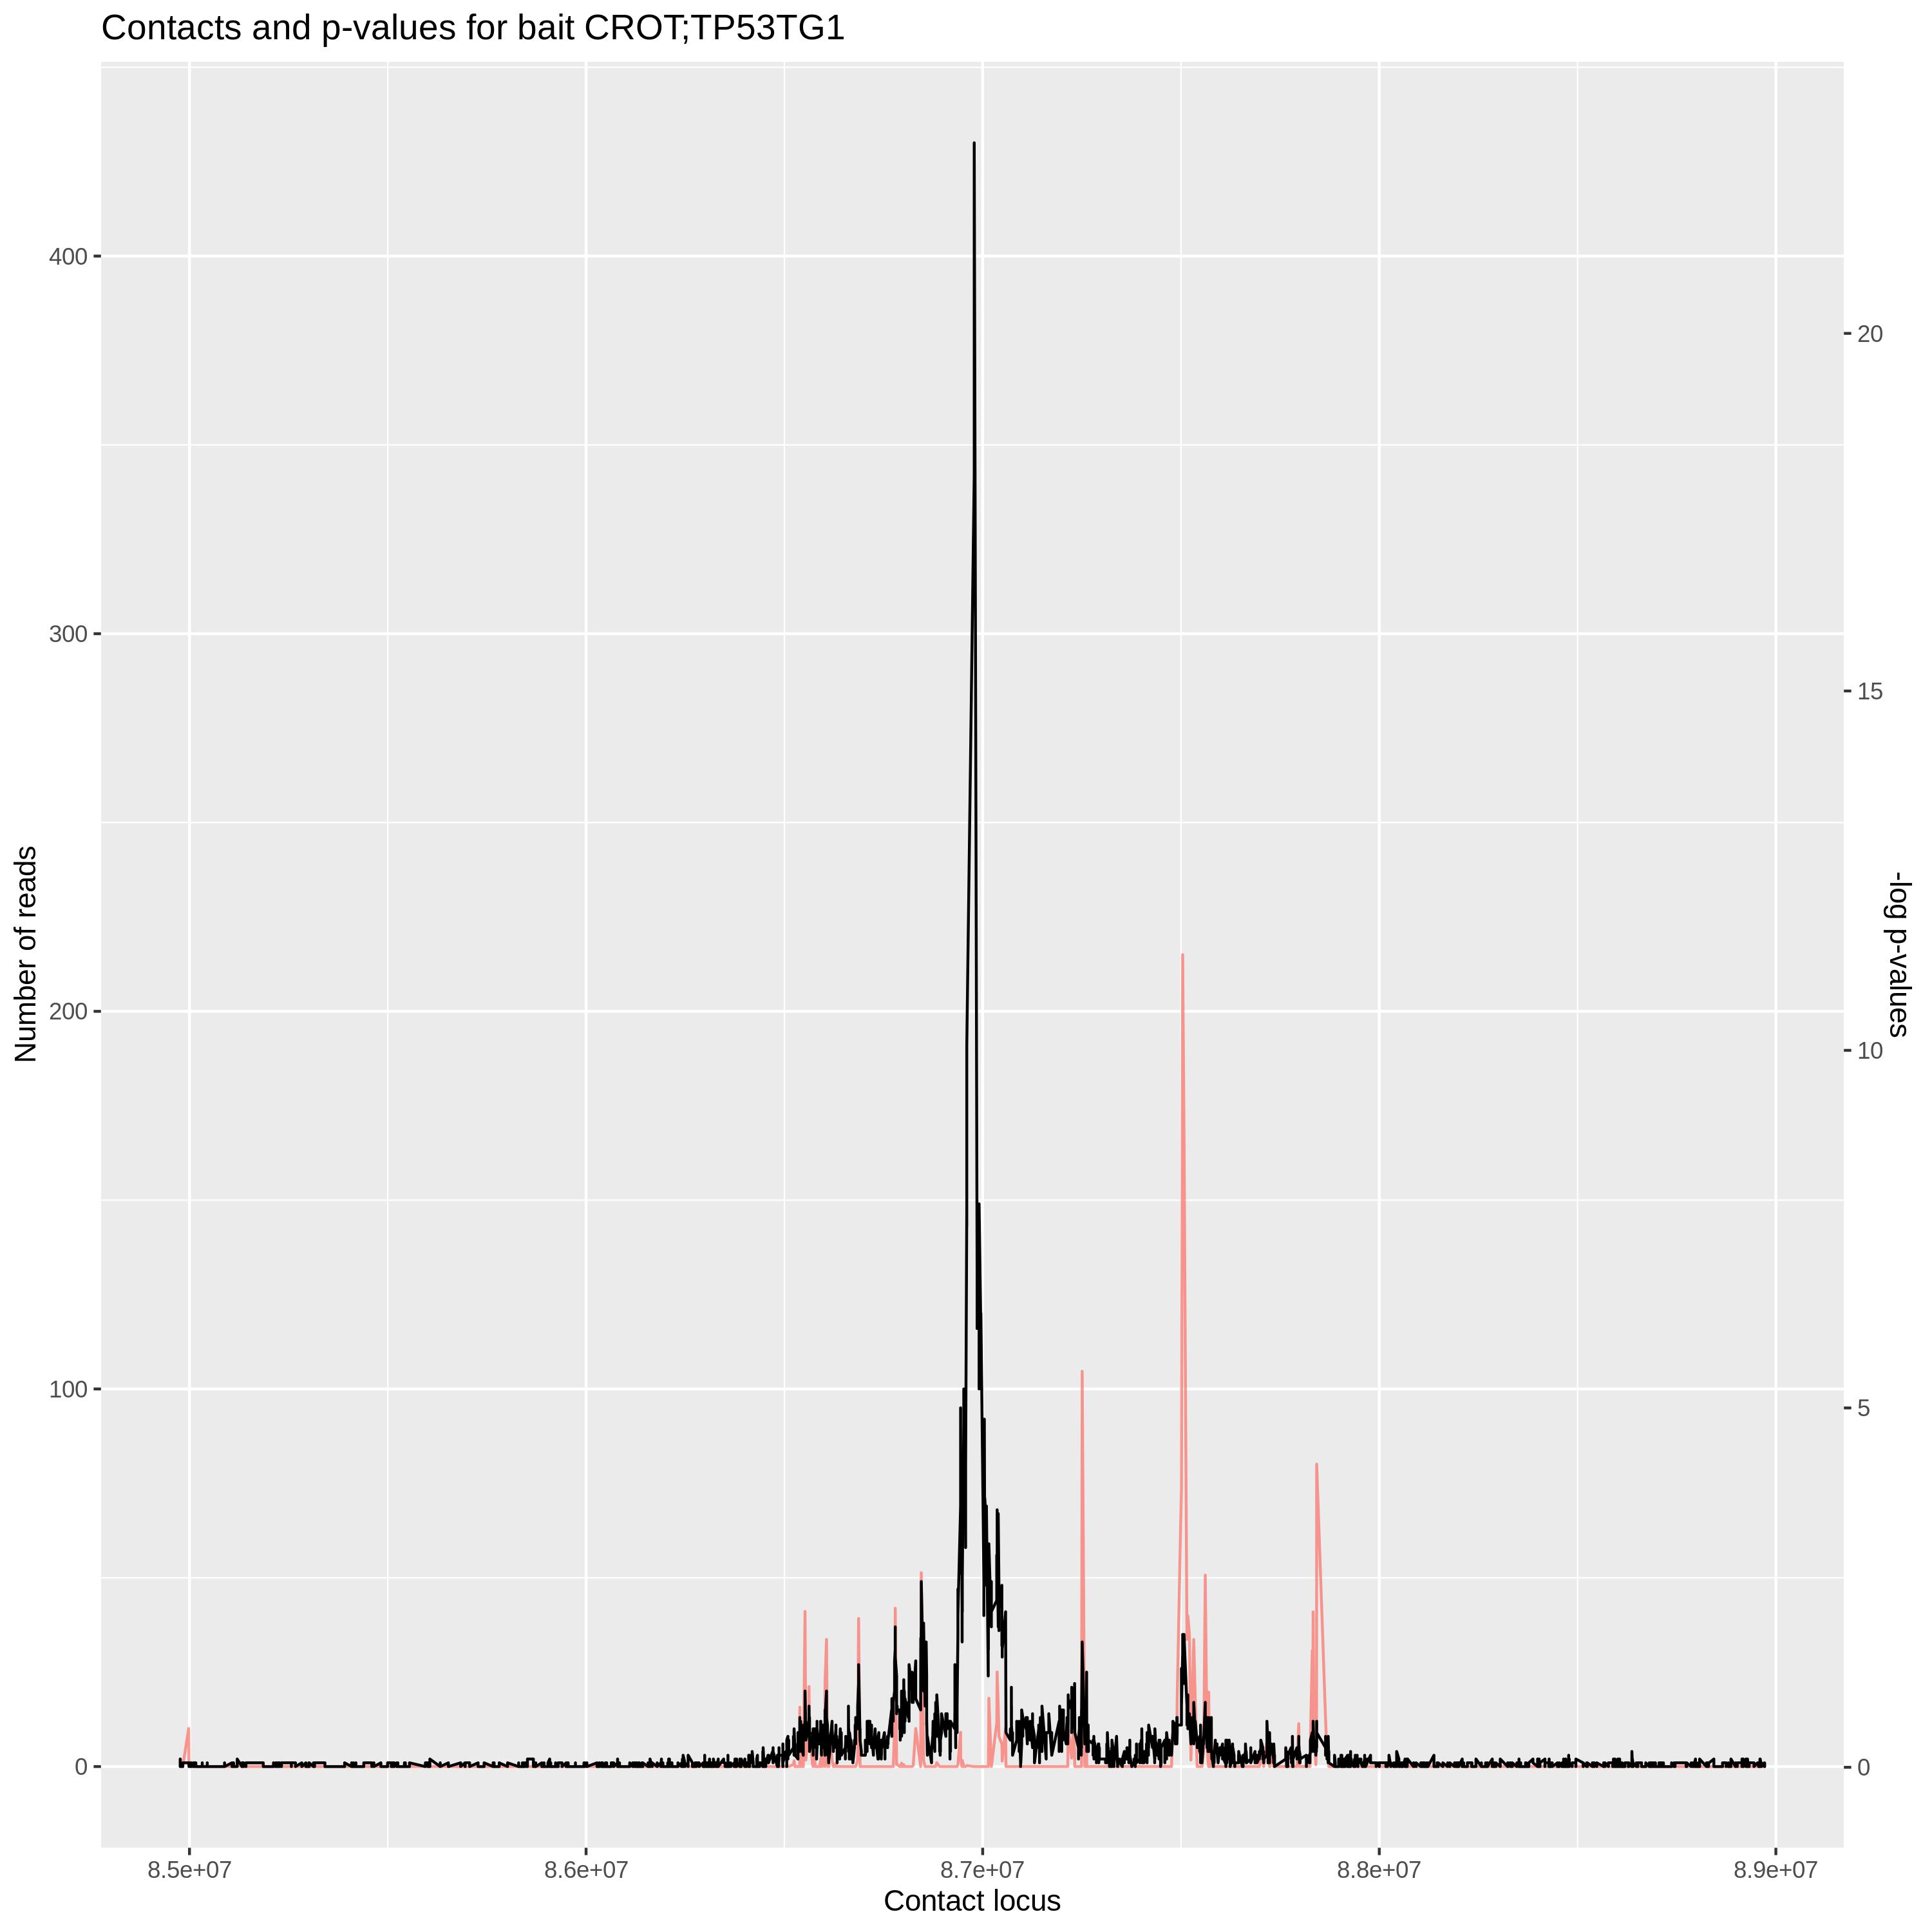 Contacts and p-values for bait CROT;TP53TG1
400
300
200
100
0
Number of reads
20
15
10
5
0
-log p-values
8.5e+07
8.6e+07
8.7e+07
8.8e+07
8.9e+07
Contact locus